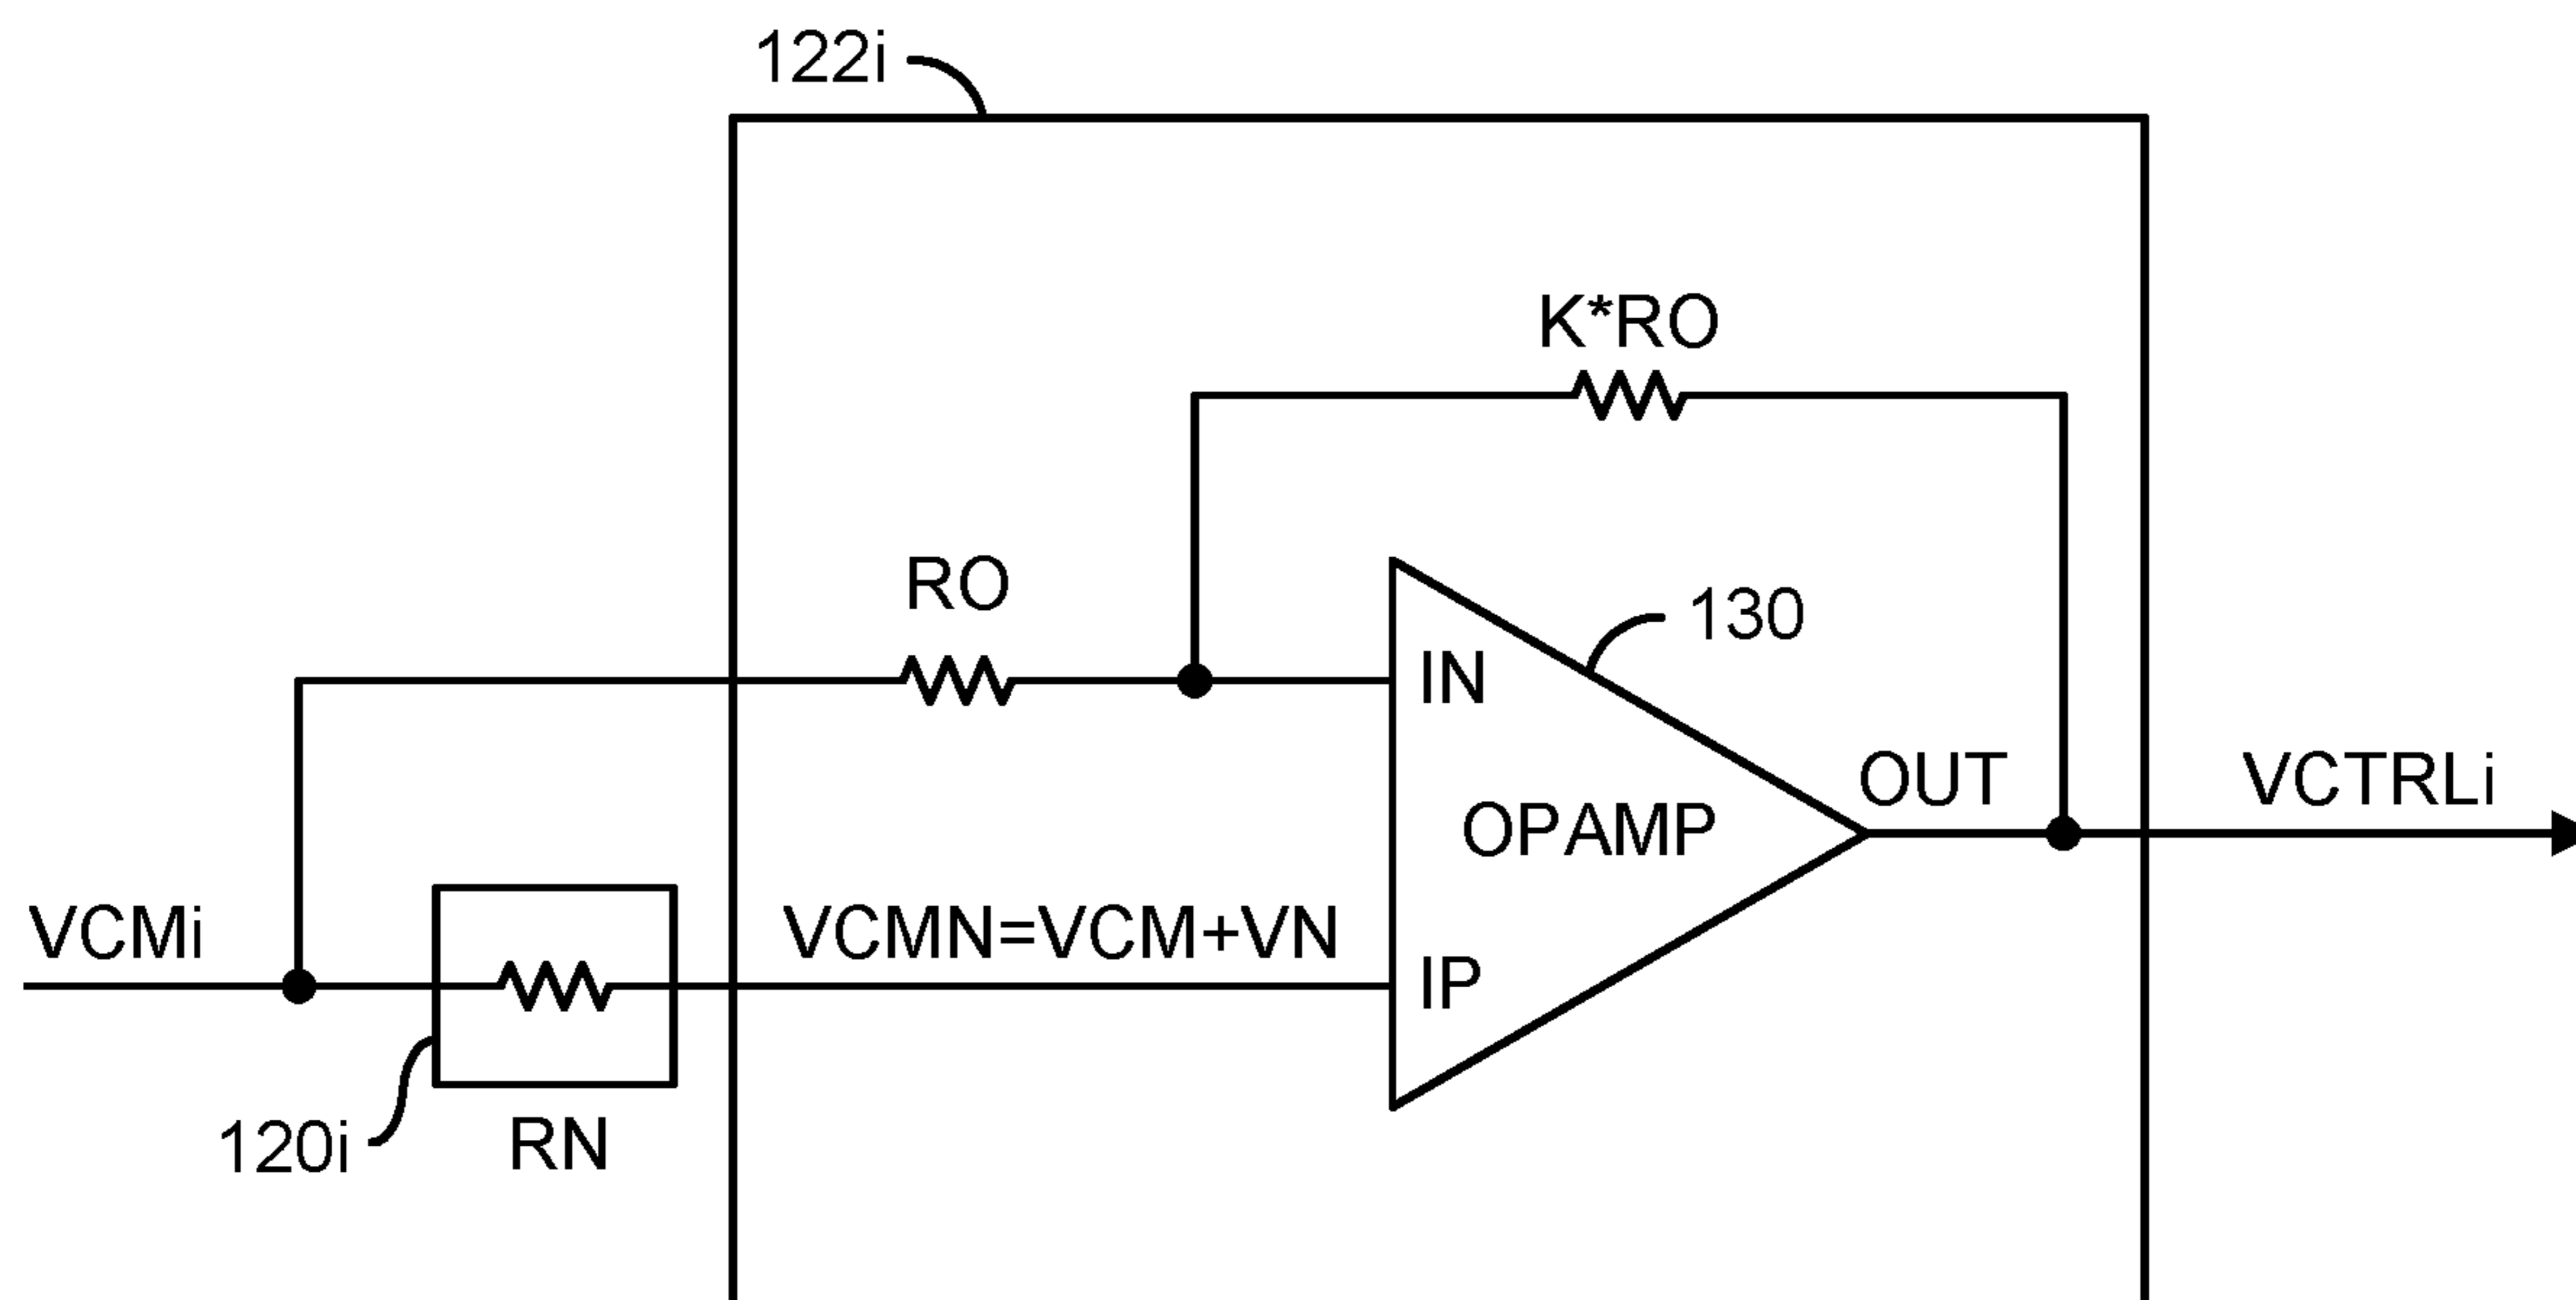 122i
K*RO
RO
130
IN
OUT
VCTRLi
OPAMP
VCMi
VCMN=VCM+VN
IP
120i
RN